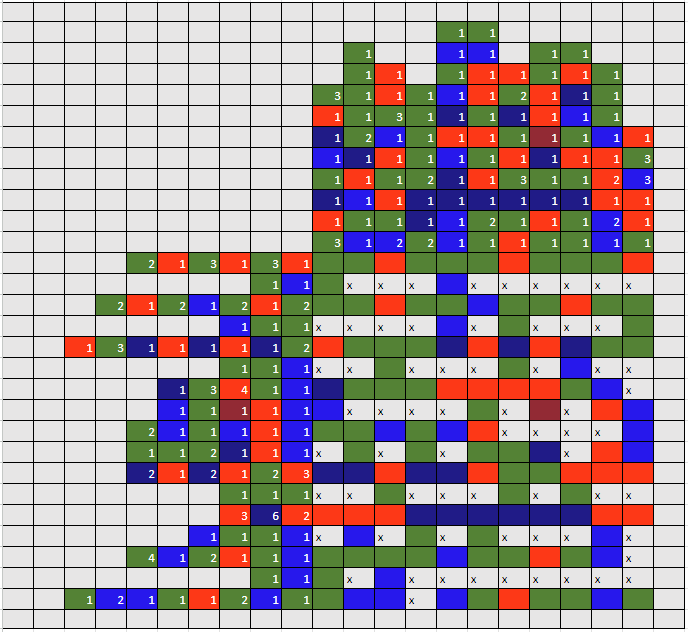 1 1
1 1 1 1 1
1 1 1 1 1 1 1 1
3 1 1 1 1 1 2 1 1 1
1 1 3 1 1 1 1 1 1 1
1 2 1 1 1 1 1 1 1 1 1
1 1 1 1 1 1 1 1 1 1 3
1 1 1 2 1 1 3 1 1 2 3
1 1 1 1 1 1 1 1 1 1 1
1 1 1 1 1 2 1 1 1 2 1
3 1 2 2 1 1 1 1 1 1 1
2 1 3 1 3 1
1 1 x x x x x x x x x
2 1 2 1 2 1 2
1 1 1 x x x x x x x x
1 3 1 1 1 1 1 2
1 1 1 x x x x x x x x
1 3 4 1 1 x
1 1 1 1 1 x x x x x x
2 1 1 1 1 1 x x x x
1 1 2 1 1 1 x x x x
2 1 2 1 2 3
1 1 1 x x x x x x x x
3 6 2
1 1 1 1 x x x x x x x
4 1 2 1 1 1 x
1 1 x x x x x x x x x
1 2 1 1 1 2 1 1 x